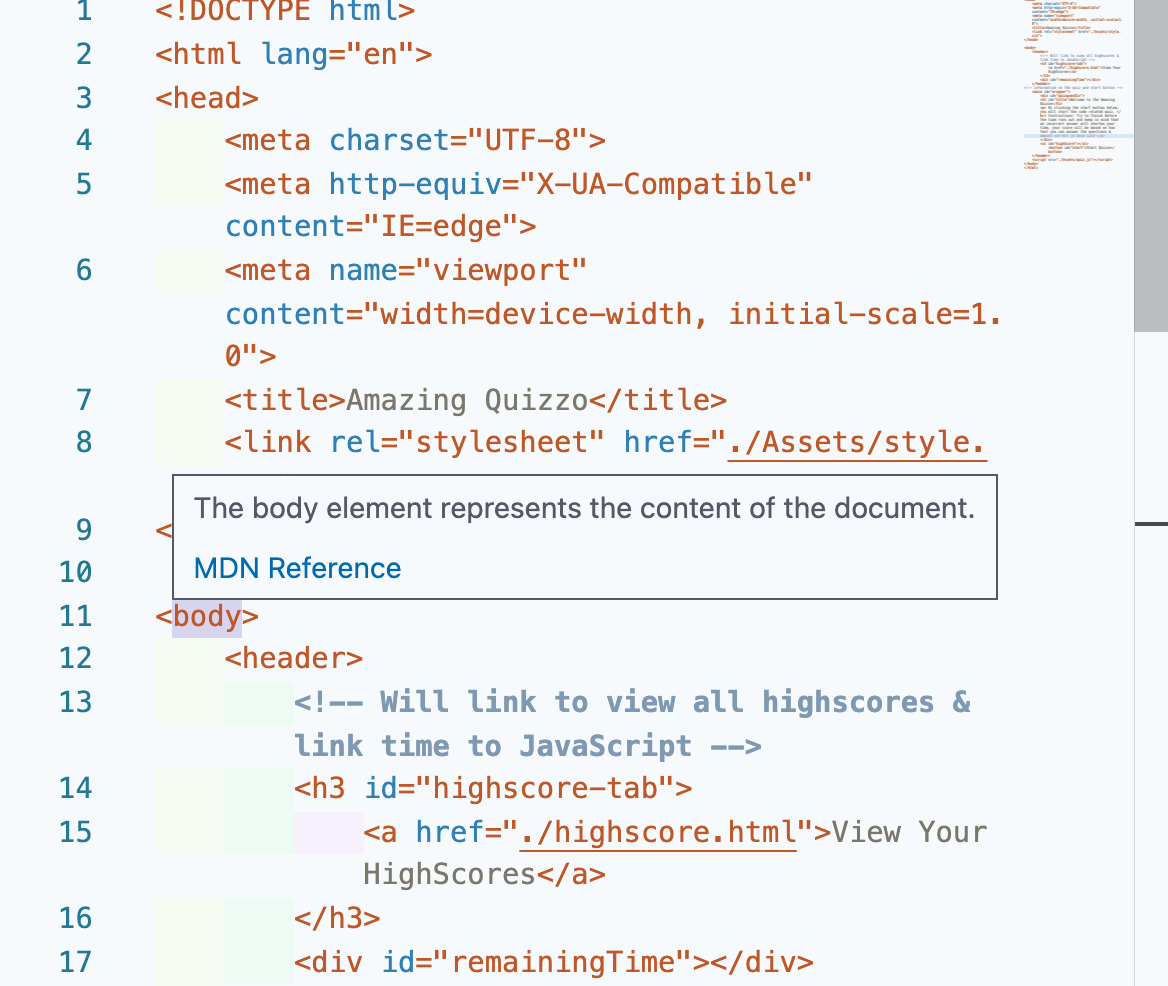 1 <!DOCTYPE html>
2 <html lang="en">
3 <head>
4 <meta charset="UTF-8">
5 <meta http-equiv="X-UA-Compatible"
content="IE=edge">
6 <meta name="viewport"
content="width=device-width, initial-scale=1.
0">
7 <title>Amazing Quizzo</title>
8 <link rel="stylesheet" href="./Assets/style.
The body element represents the content of the document.
9 <
MDN Reference
10
11 <body>
12 <header>
13 <!-- Will link to view all highscores &
link time to JavaScript -->
14 <h3 id="highscore-tab">
15 <a href="./highscore.html">View Your
HighScores</a>
16 </h3>
17 <div id="remainingTime"></div>